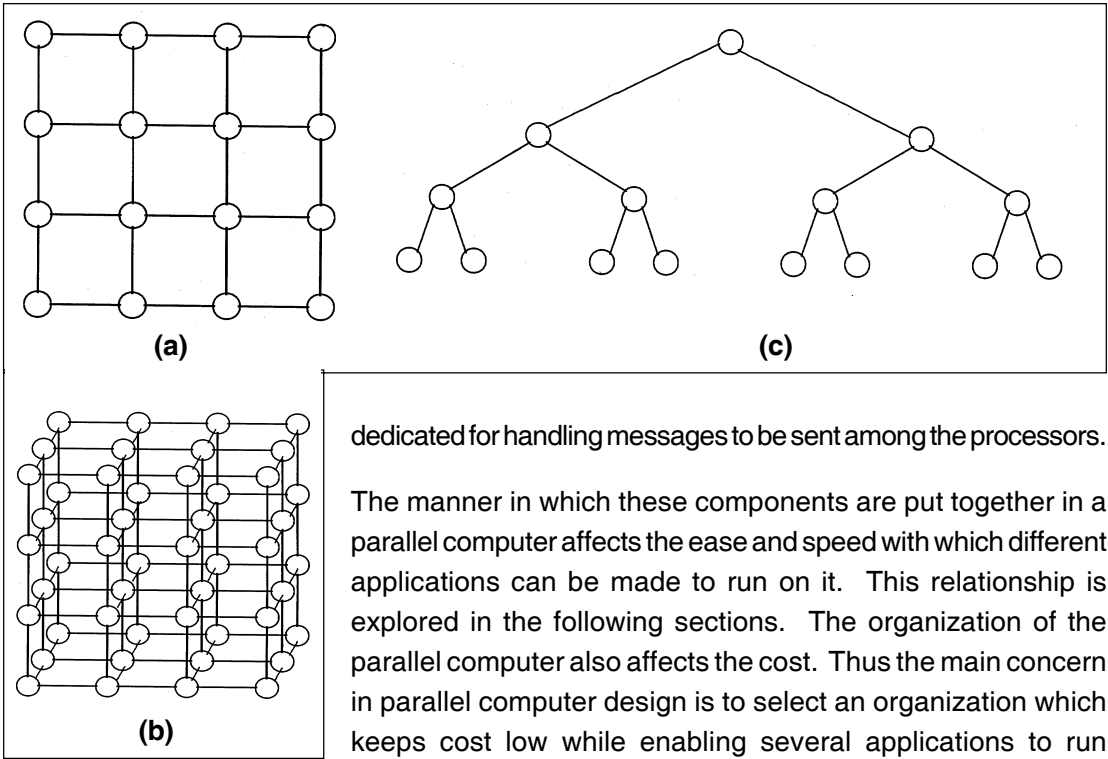 (a)
(c)
(b)
dedicated for handling messages to be sent among the processors.
The manner in which these components are put together in a
parallel computer affects the ease and speed with which different
applications can be made to run on it. This relationship is
explored in the following sections. The organization of the
parallel computer also affects the cost. Thus the main concern
in parallel computer design is to select an organization which
keeps cost low while enabling several applications to run